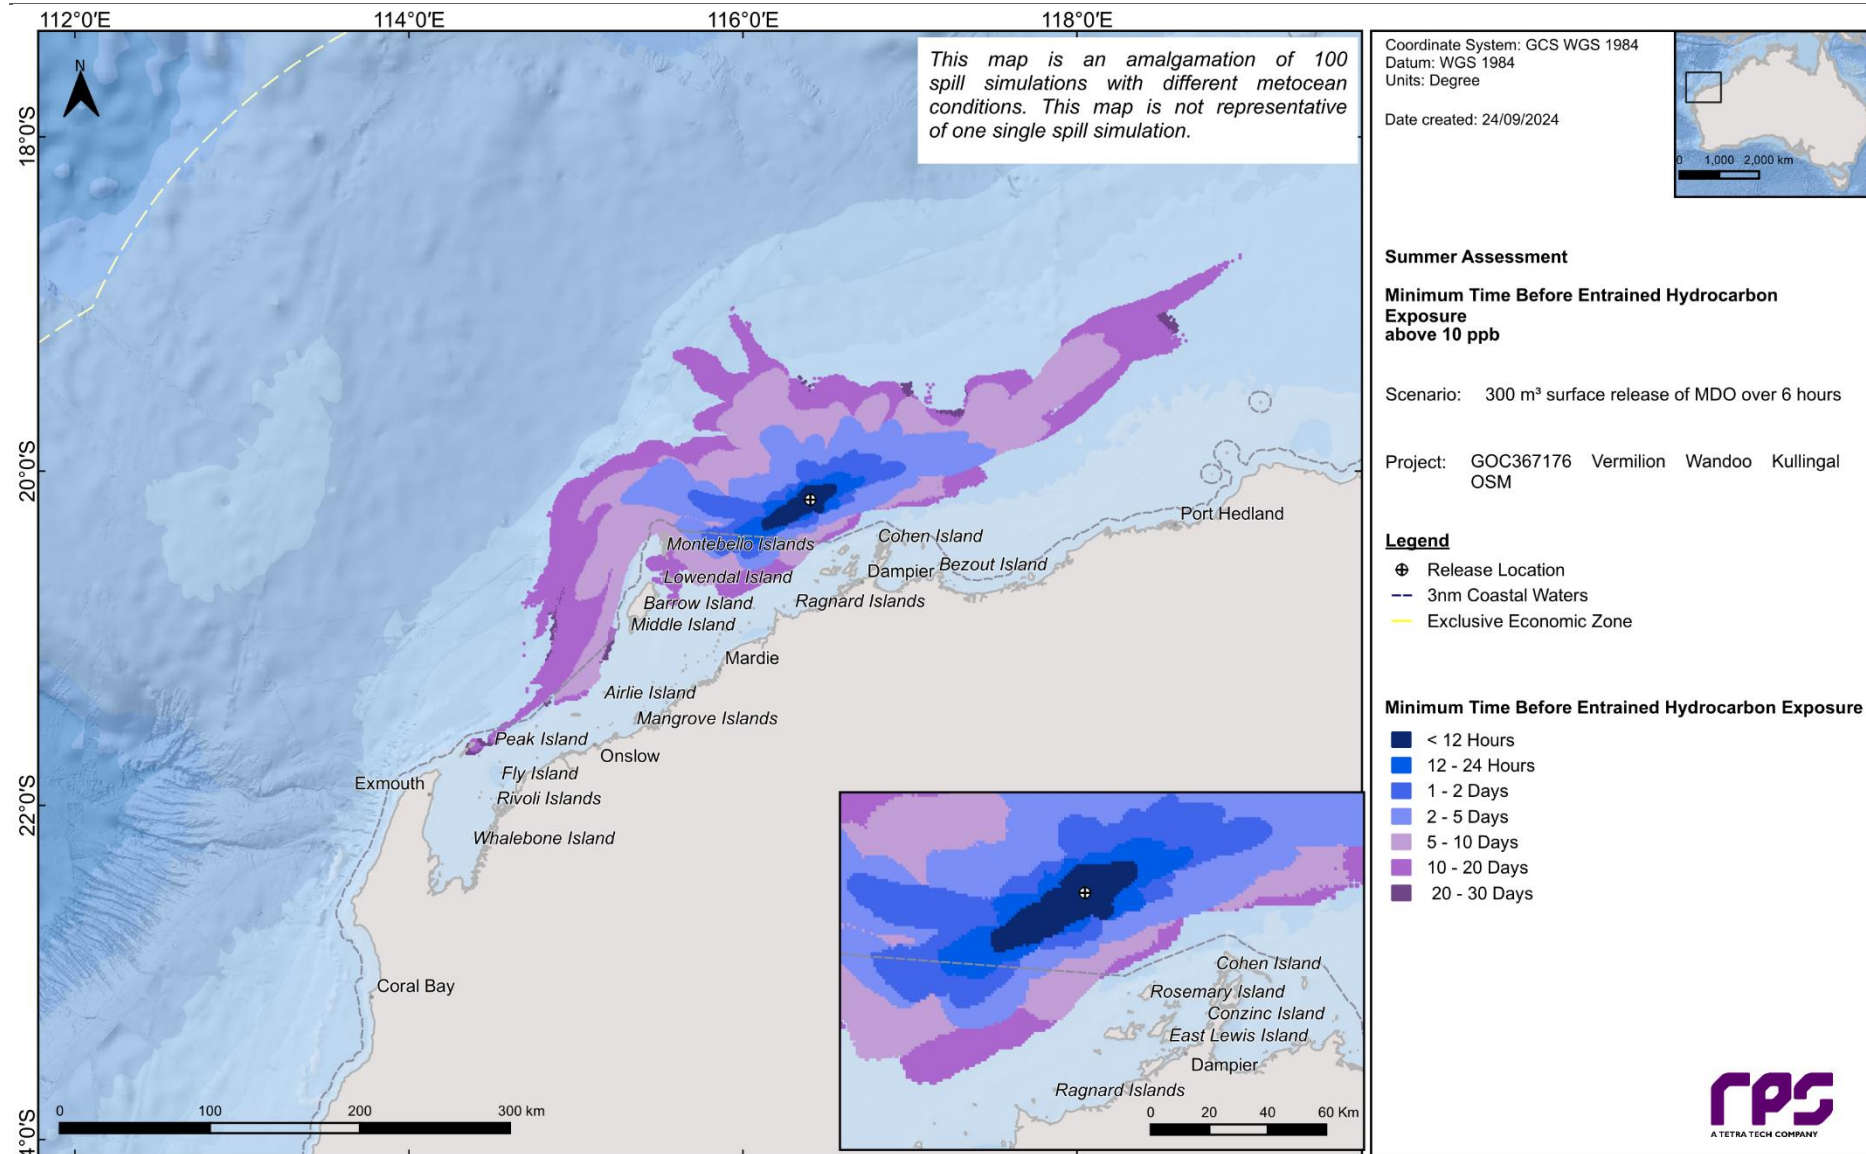 112°0'E
114°0'E
116°0'E
118°0'E
18°0'S
20°0'S
22°0'S
4°0'S
N
This map is an amalgamation of 100
spill simulations with different metocean
conditions. This map is not representative
of one single spill simulation.
Port Hedland
Cohen Island
Montebello Islands
Dampier
Bezout Island
Lowendal Island
Barrow Island
Ragnard Islands
Middle Island
Mardie
Airlie Island
Mangrove Islands
Peak Island
Onslow
Exmouth
Fly Island
Rivoli Islands
Whalebone Island
Coral Bay
0 100 200 300 km
Cohen Island
Rosemary Island
Conzinc Island
East Lewis Island
Dampier
Ragnard Islands
0 20 40 60 Km
Coordinate System: GCS WGS 1984
Datum: WGS 1984
Units: Degree
Date created: 24/09/2024
0 1,000 2,000 km
Summer Assessment
Minimum Time Before Entrained Hydrocarbon
Exposure
above 10 ppb
Scenario: 300 m³ surface release of MDO over 6 hours
Project: GOC367176 Vermilion Wandoo Kullingal
OSM
Legend
Release Location
3nm Coastal Waters
Exclusive Economic Zone
Minimum Time Before Entrained Hydrocarbon Exposure
< 12 Hours
12 - 24 Hours
1 - 2 Days
2 - 5 Days
5 - 10 Days
10 - 20 Days
20 - 30 Days
rps
A TETRA TECH COMPANY